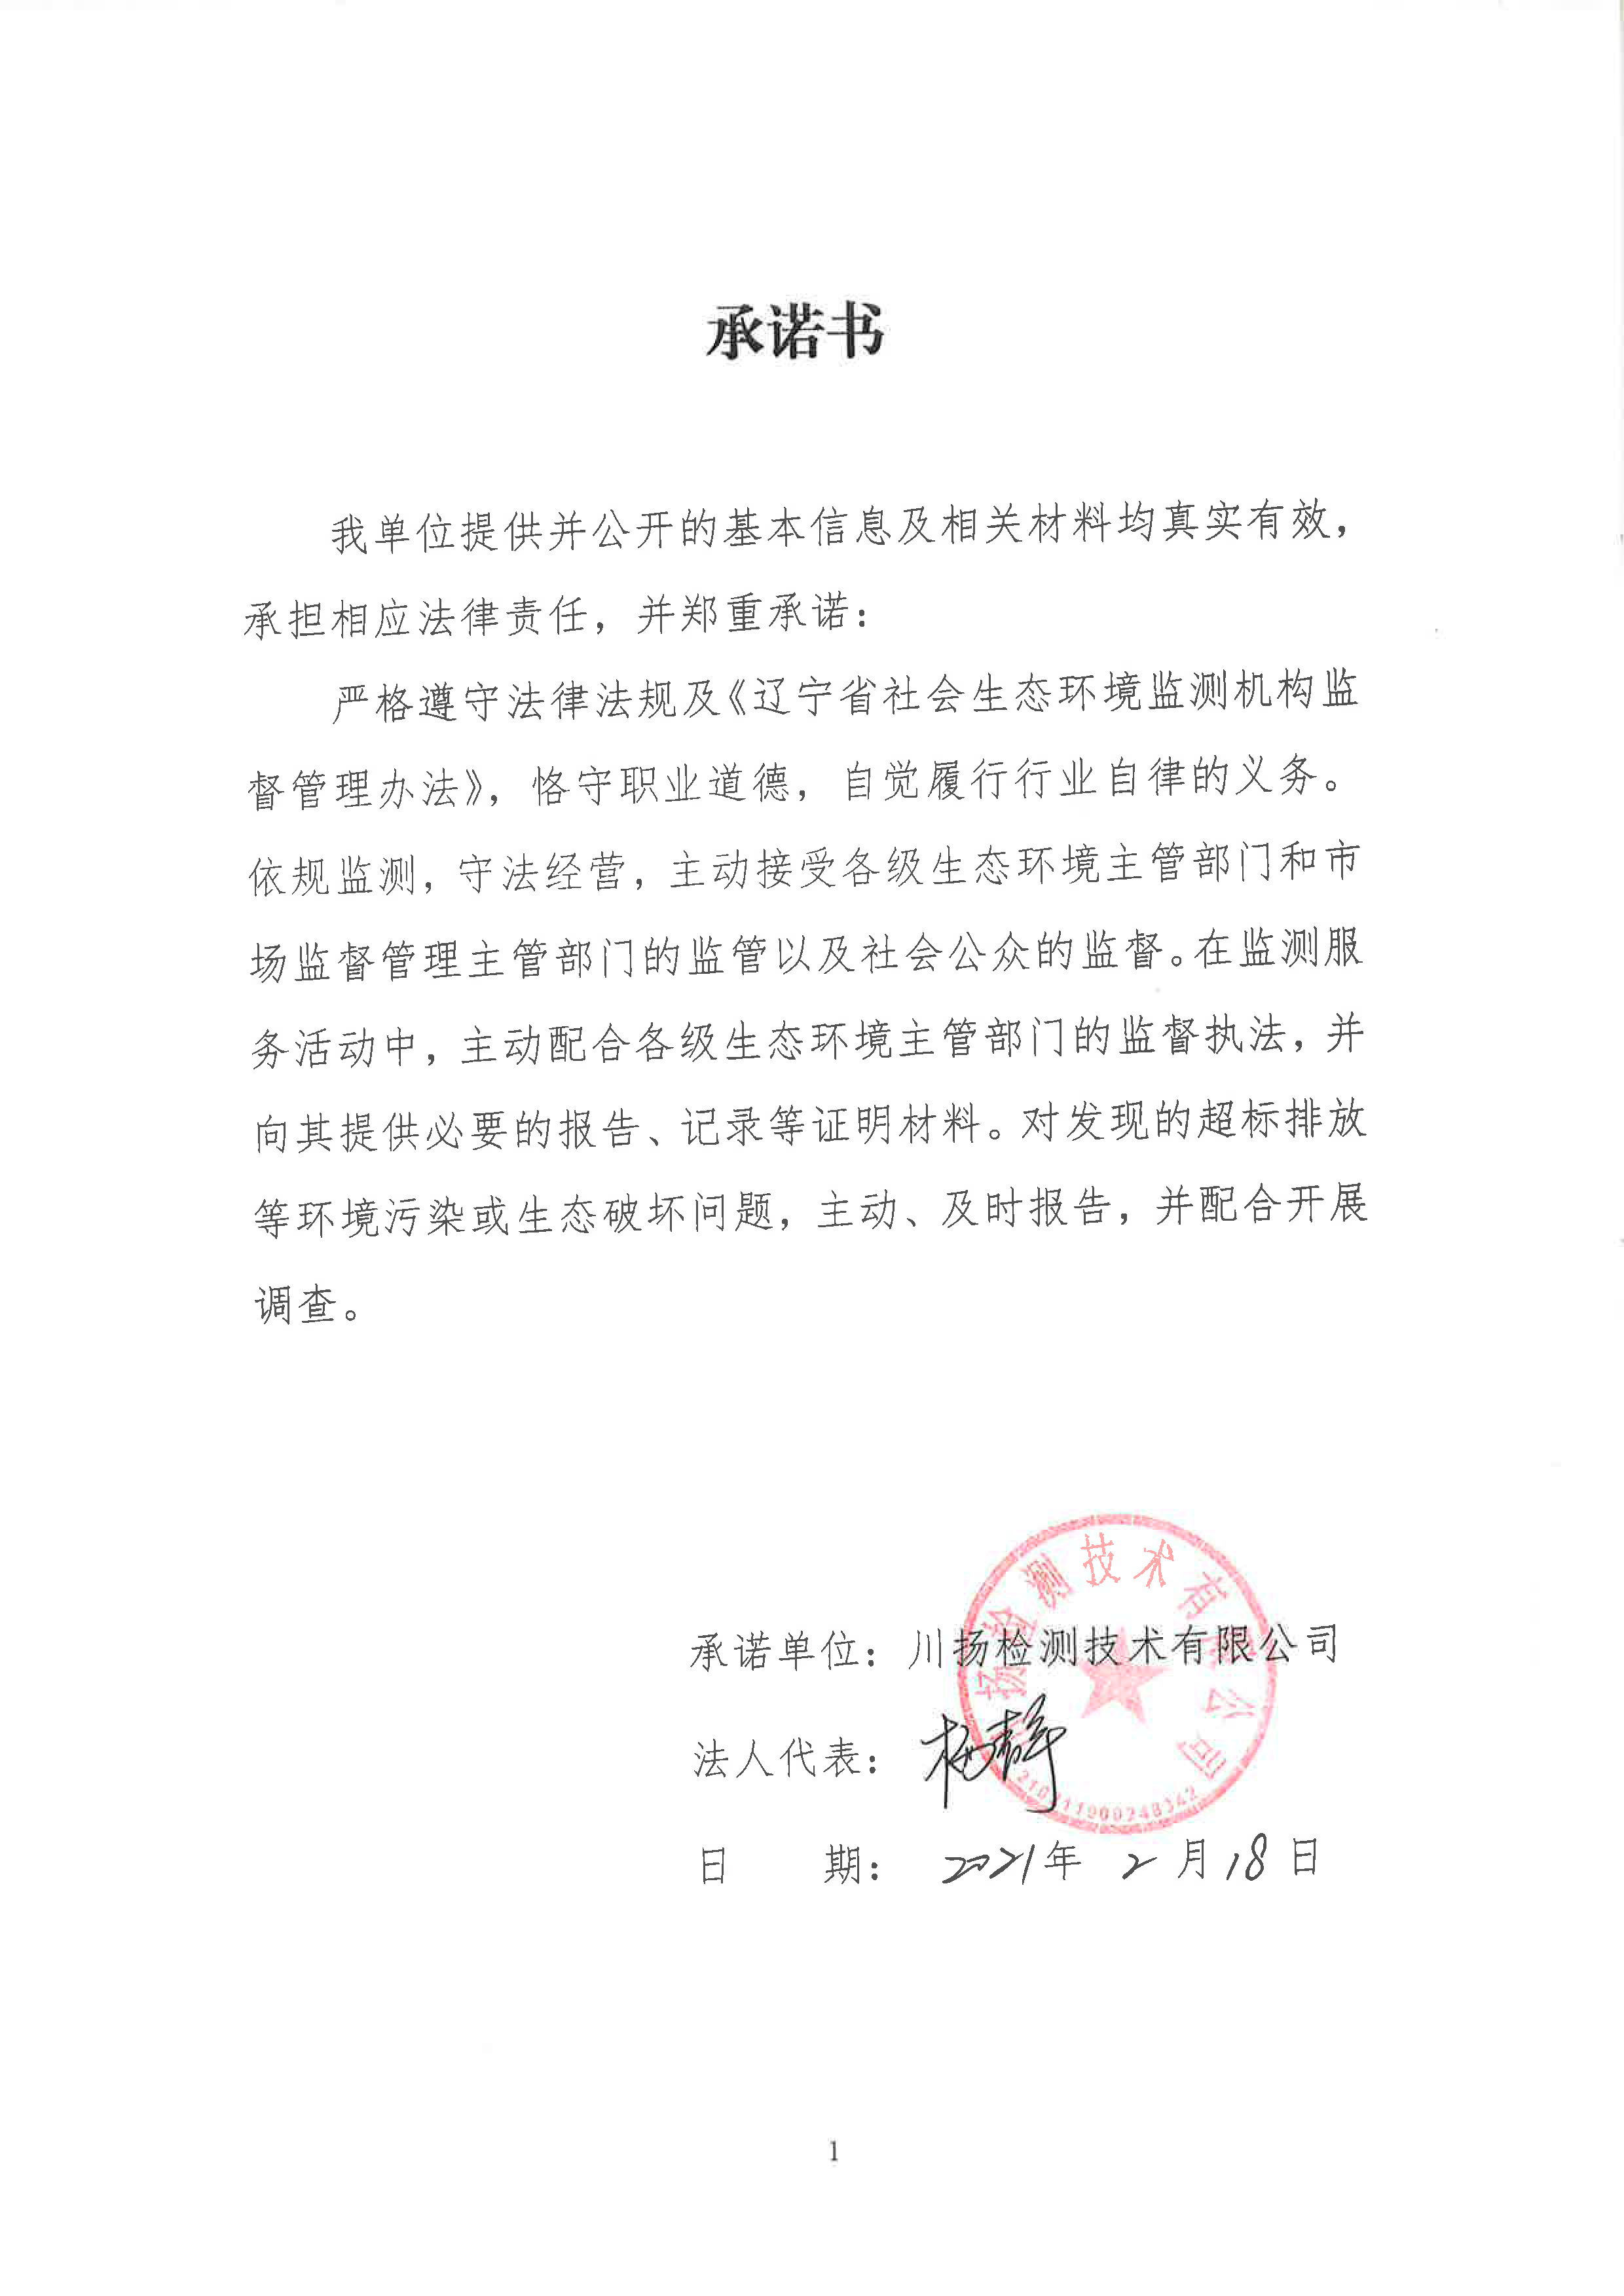 承诺书
我单位提供并公开的基本信息及相关材料均真实有效，
承担相应法律责任，并郑重承诺：
严格遵守法律法规及《辽宁省社会生态环境监测机构监
督管理办法》，恪守职业道德，自觉履行行业自律的义务。
依规监测，守法经营，主动接受各级生态环境主管部门和市
场监督管理主管部门的监管以及社会公众的监督。在监测服
务活动中，主动配合各级生态环境主管部门的监督执法，并
向其提供必要的报告、记录等证明材料。对发现的超标排放
等环境污染或生态破坏问题，主动、及时报告，并配合开展
调查。
扬检测技术有限公司
承诺单位：川扬检测技术有限公司
法人代表：梅静
日 期：2021年 2 月 18 日
1